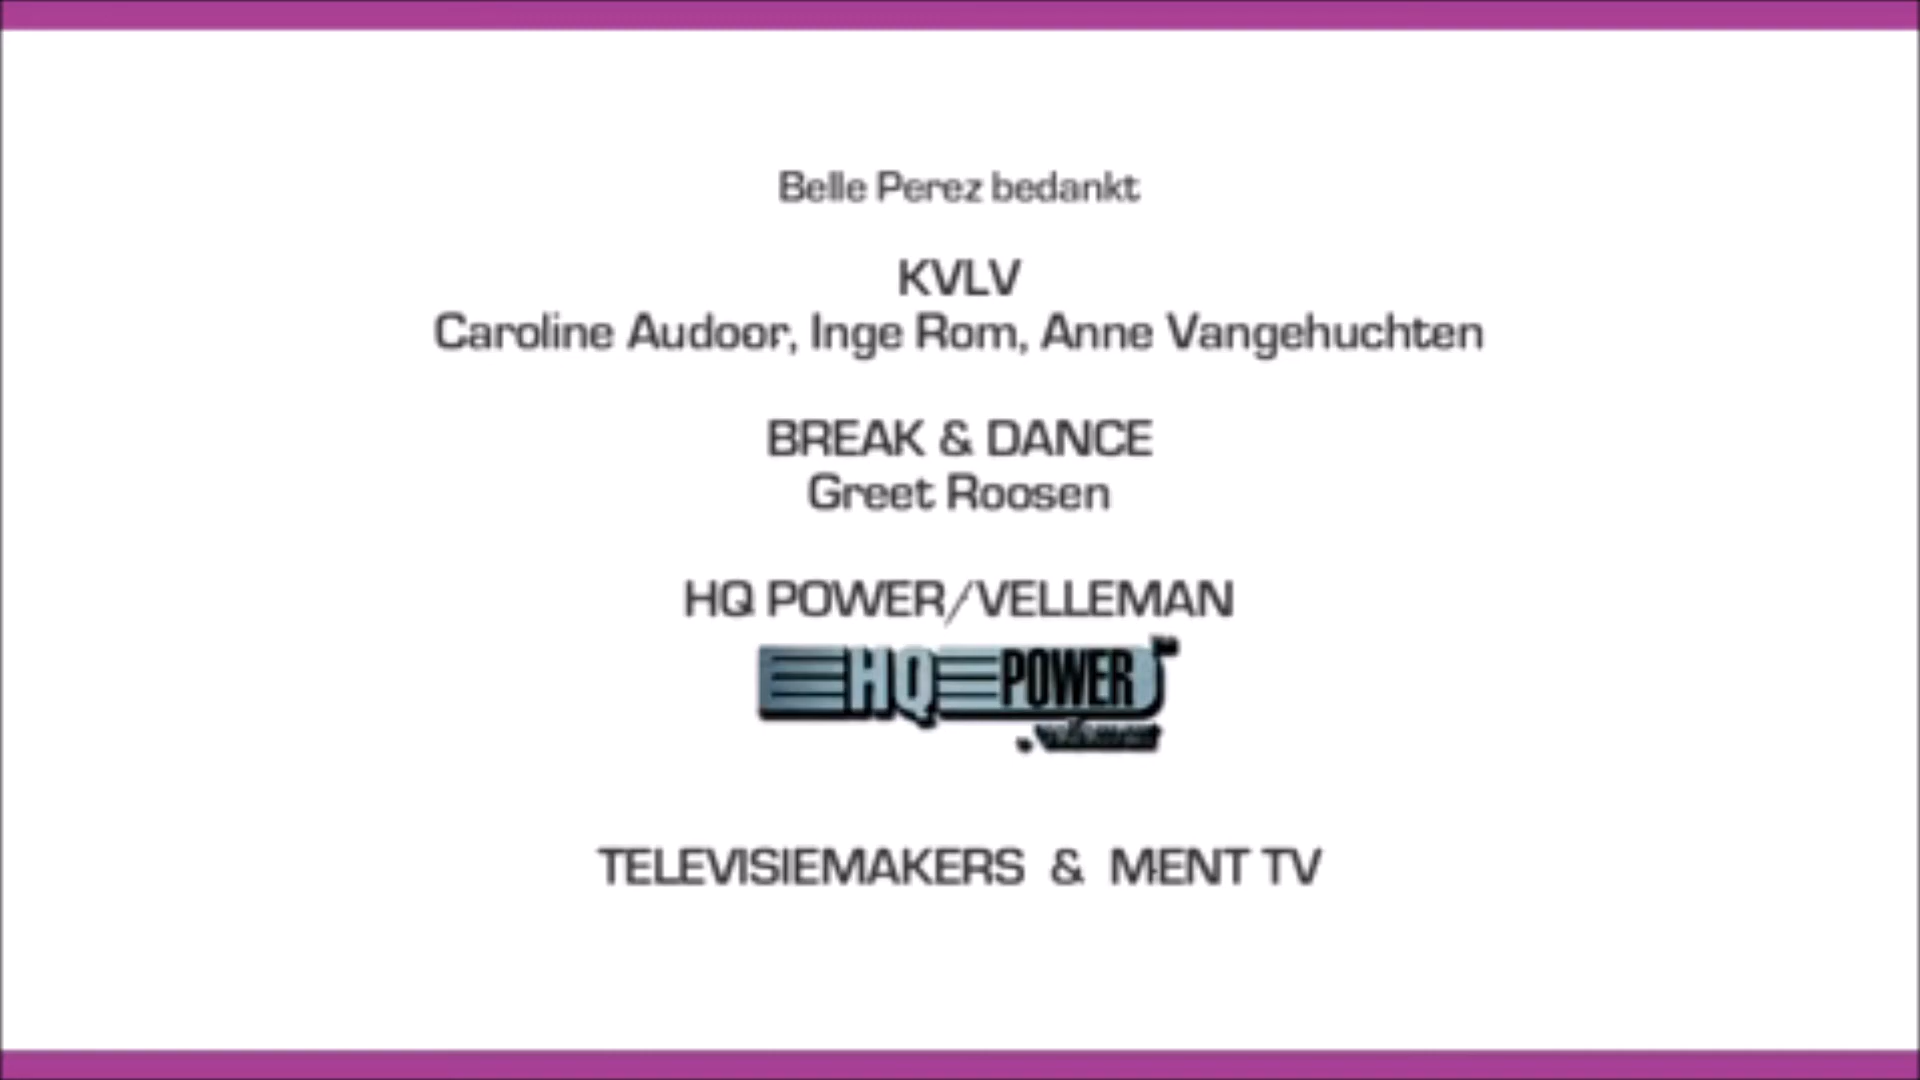 Belle Perez bedankt
KVLV
Caroline Audoor, Inge Rom, Anne Vangehuchten
BREAK & DANCE
Greet Roosen
HQ POWER/VELLEMAN
HQ POWER
TELEVISIEMAKERS & MENT TV